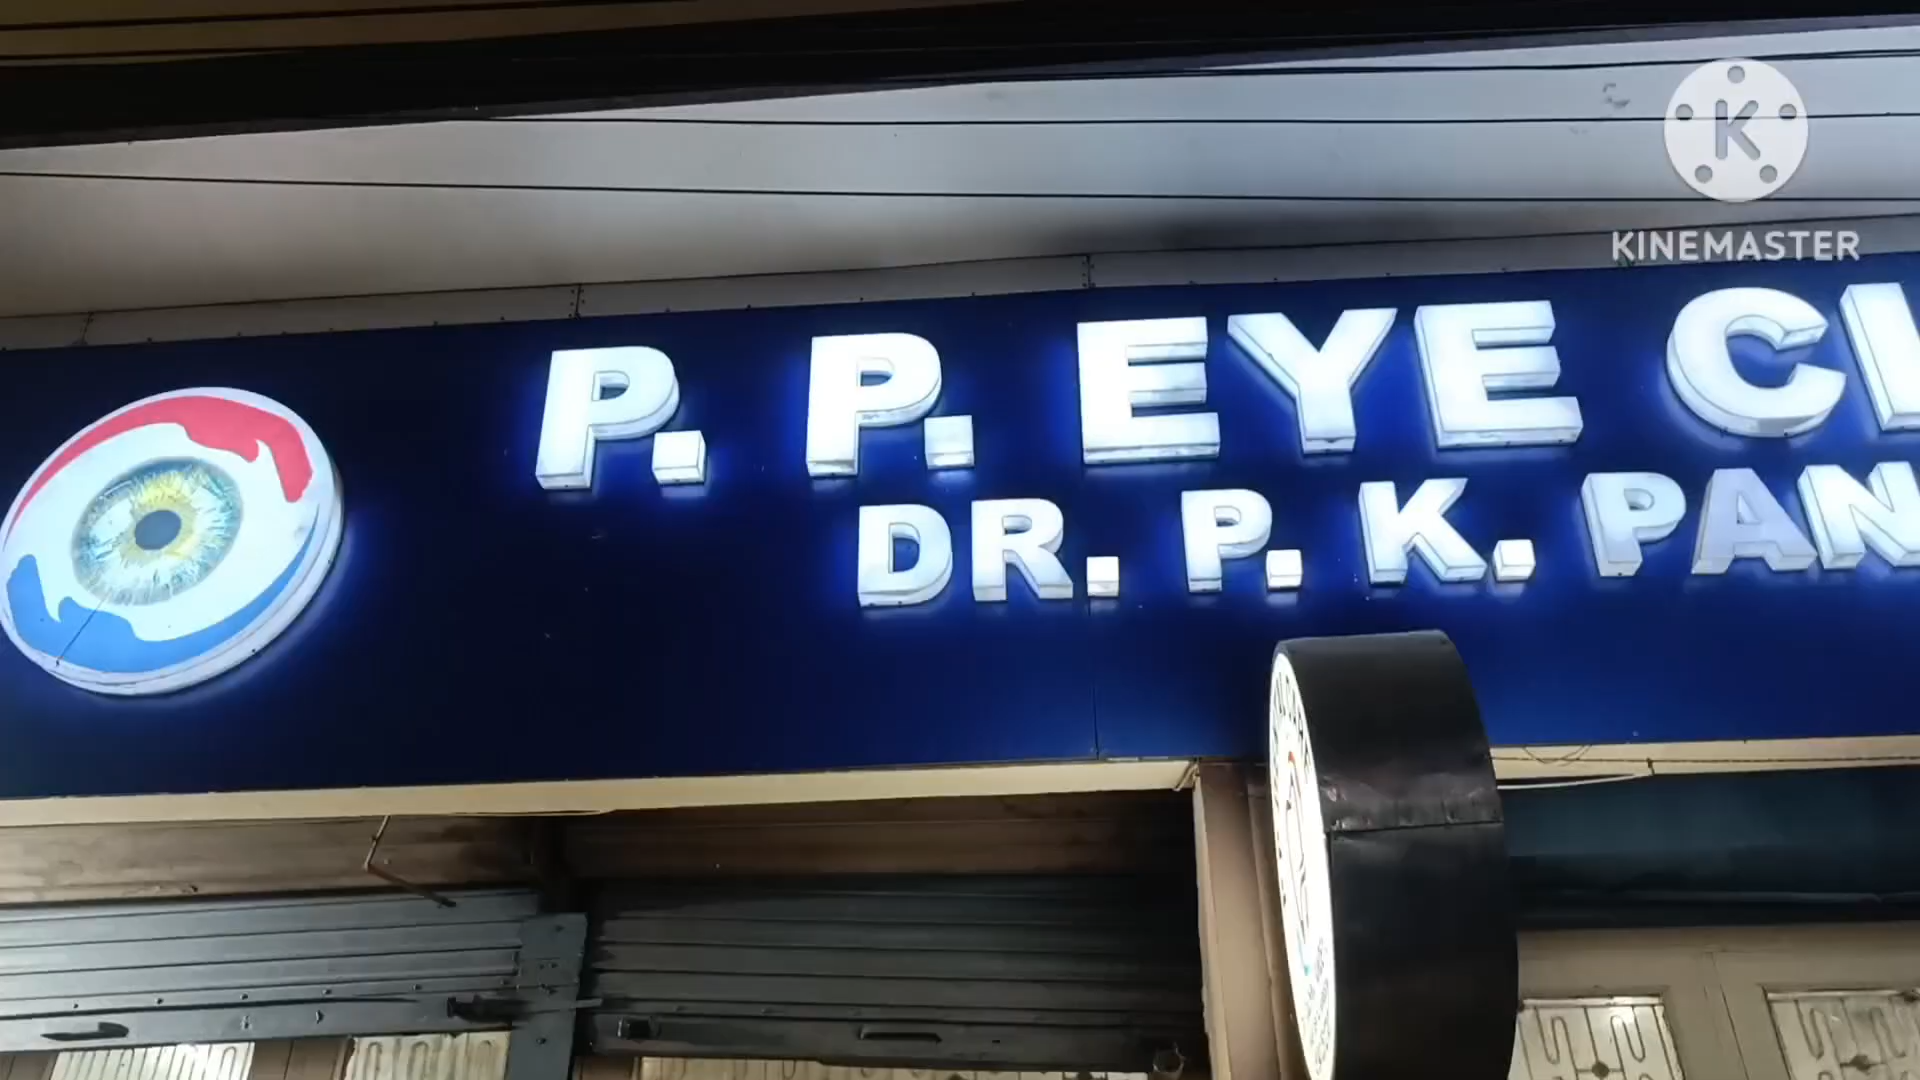 K
KINEMASTER
P. P. EYE CL
DR. P. K. PAN